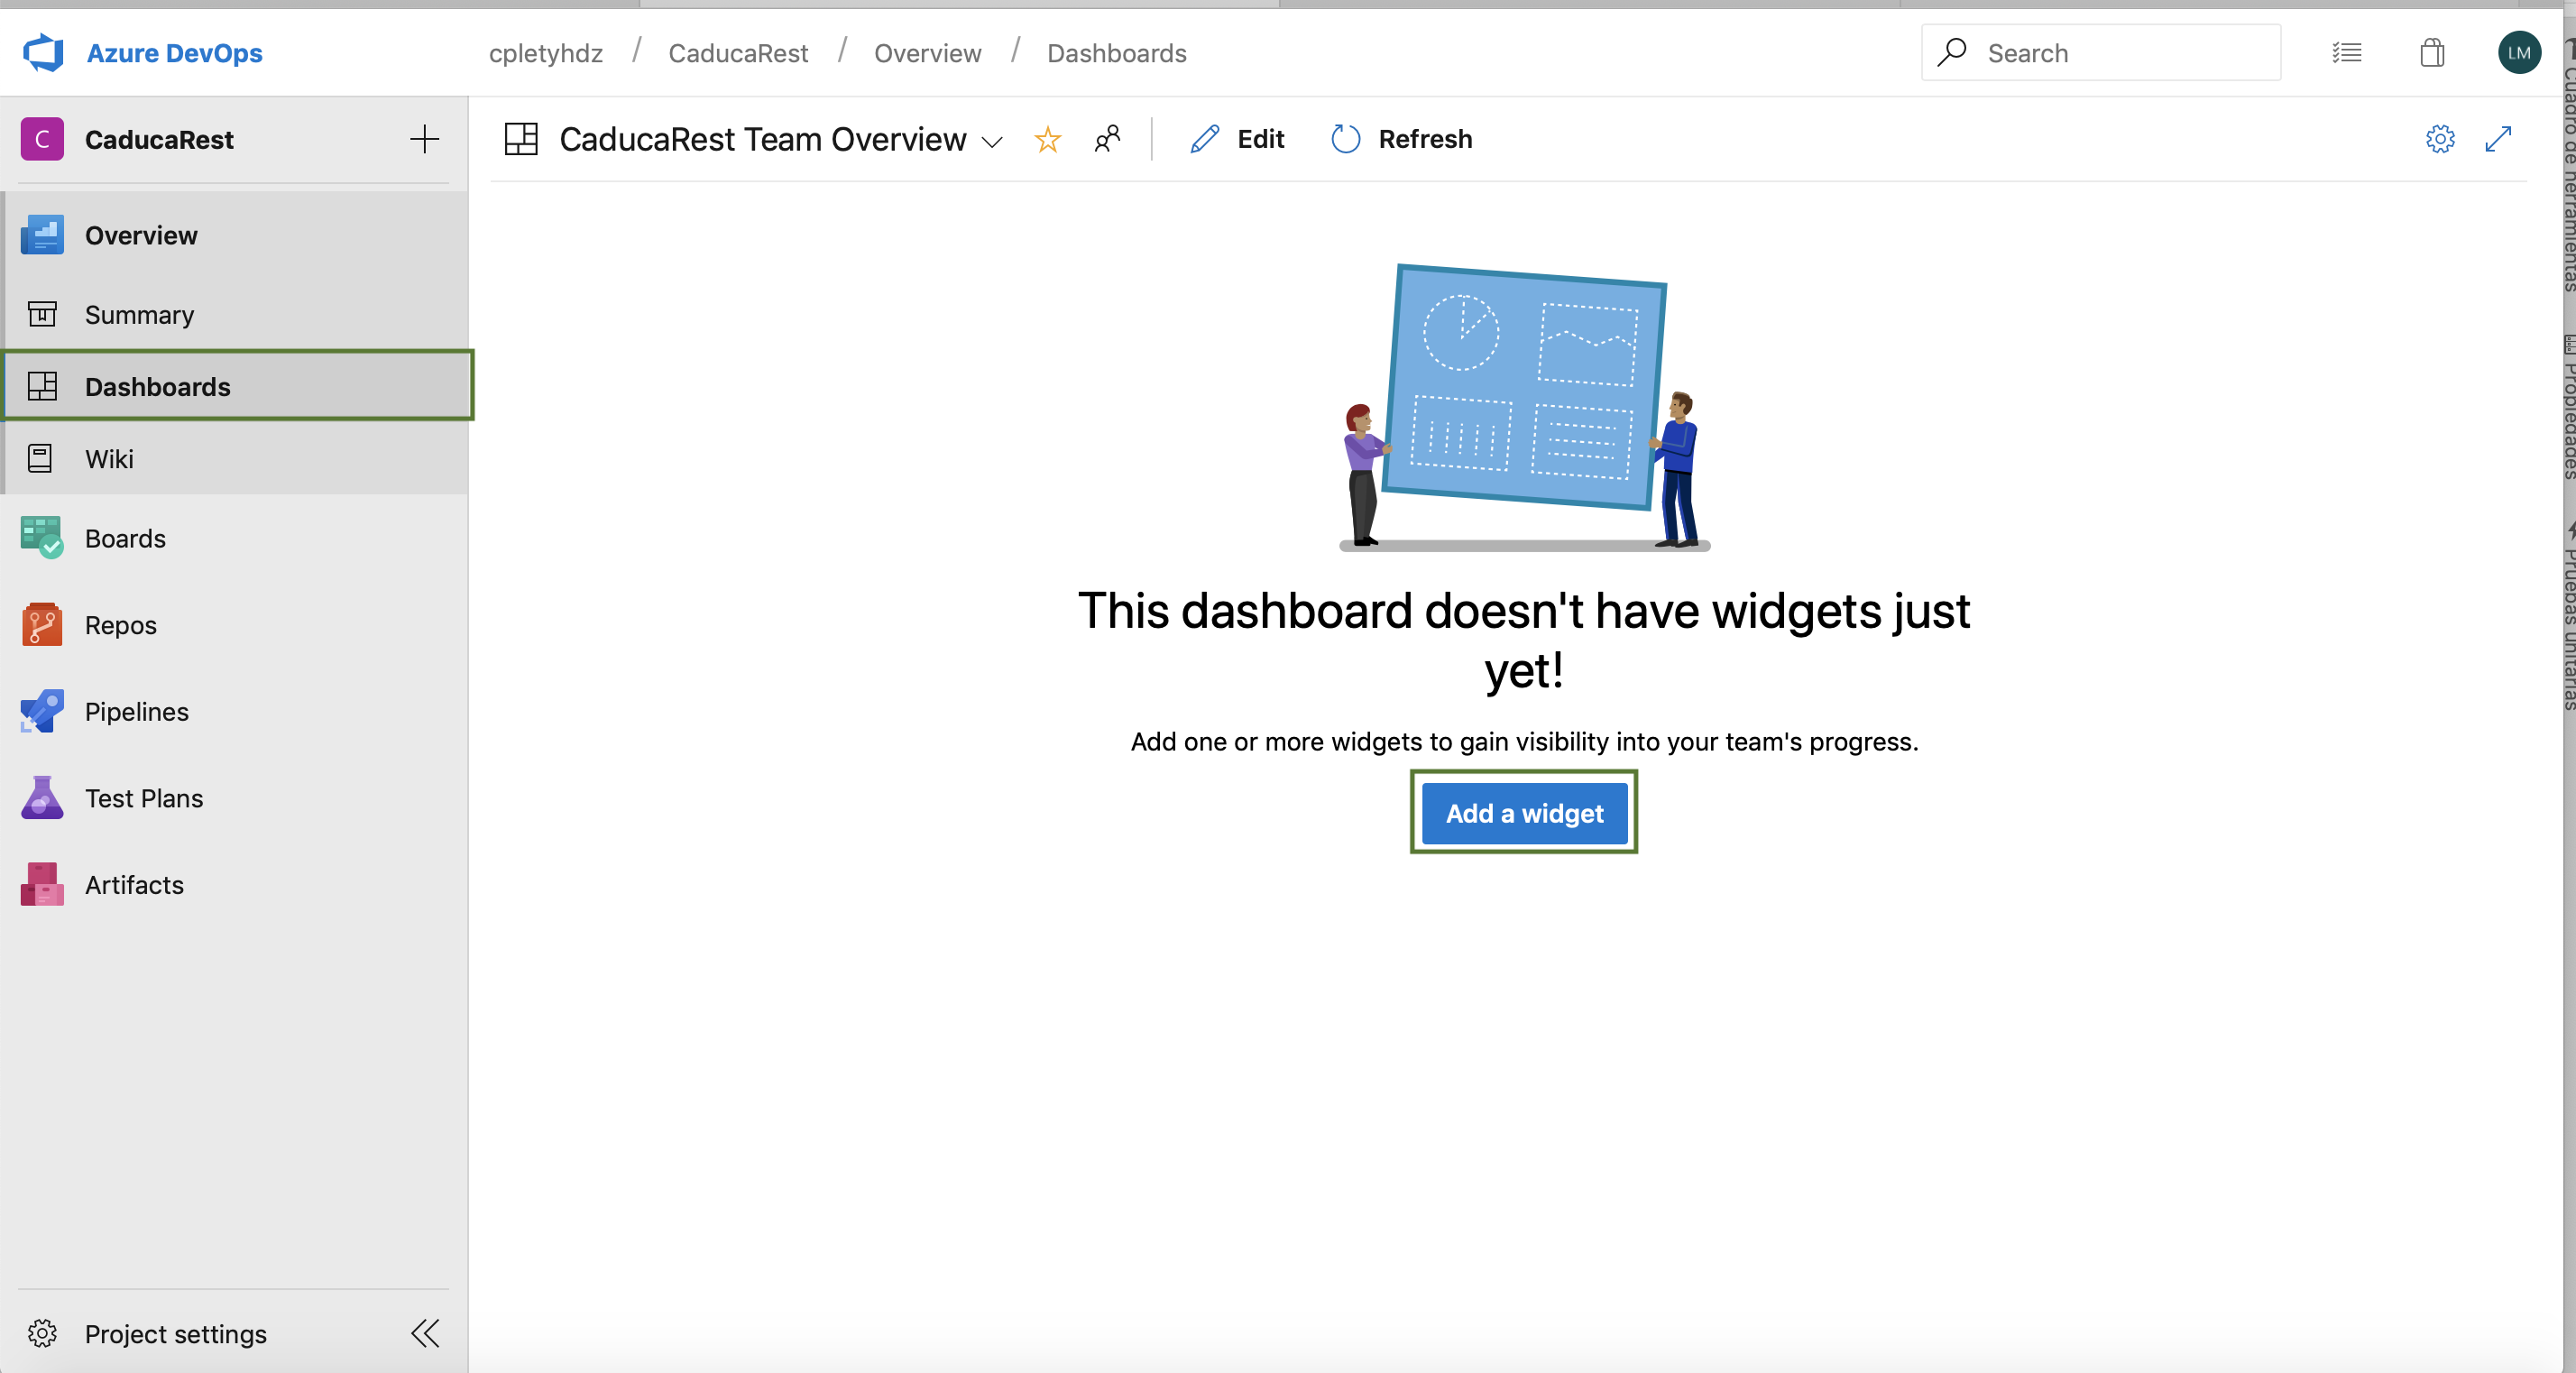 Azure DevOps
cpletyhdz / CaducaRest / Overview / Dashboards
Search
LM
C CaducaRest
CaducaRest Team Overview
Edit
Refresh
Overview
Summary
Dashboards
Wiki
Boards
Repos
Pipelines
Test Plans
Artifacts
Project settings
This dashboard doesn't have widgets just
yet!
Add one or more widgets to gain visibility into your team's progress.
Add a widget
Cuadro de herramientas
Propiedades
Pruebas unitarias